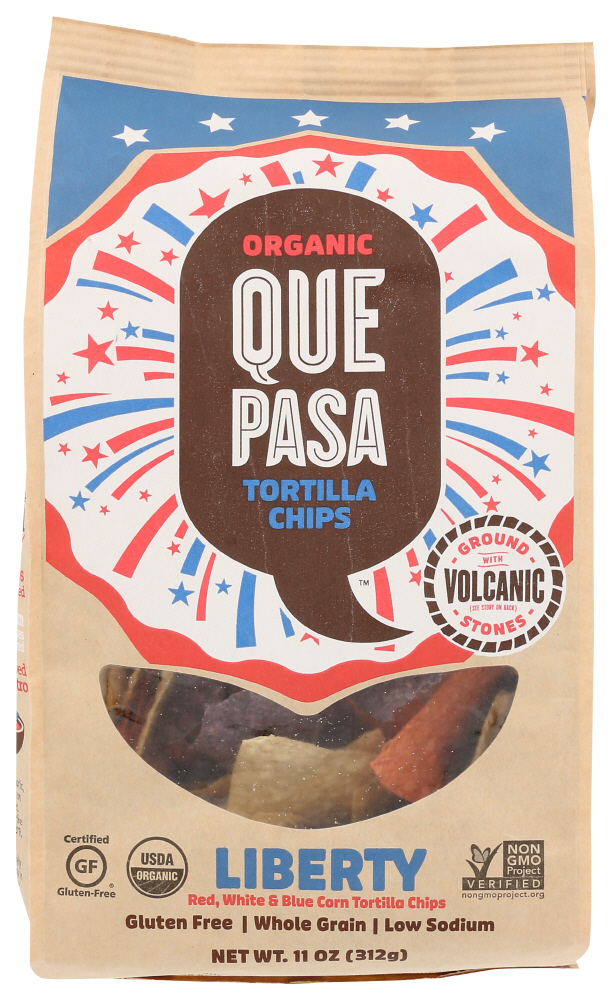 ORGANIC
QUE
PASA
TORTILLA
CHIPS
TM
GROUND
WITH
VOLCANIC
(SEE STORY ON BACK)
STONES
Certified
GF
Gluten-Free
®
USDA
ORGANIC
LIBERTY
Red, White & Blue Corn Tortilla Chips
NON
GMO
Project
VERIFIED
nongmoproject.org
Gluten Free | Whole Grain | Low Sodium
NET WT. 11 OZ (312g)